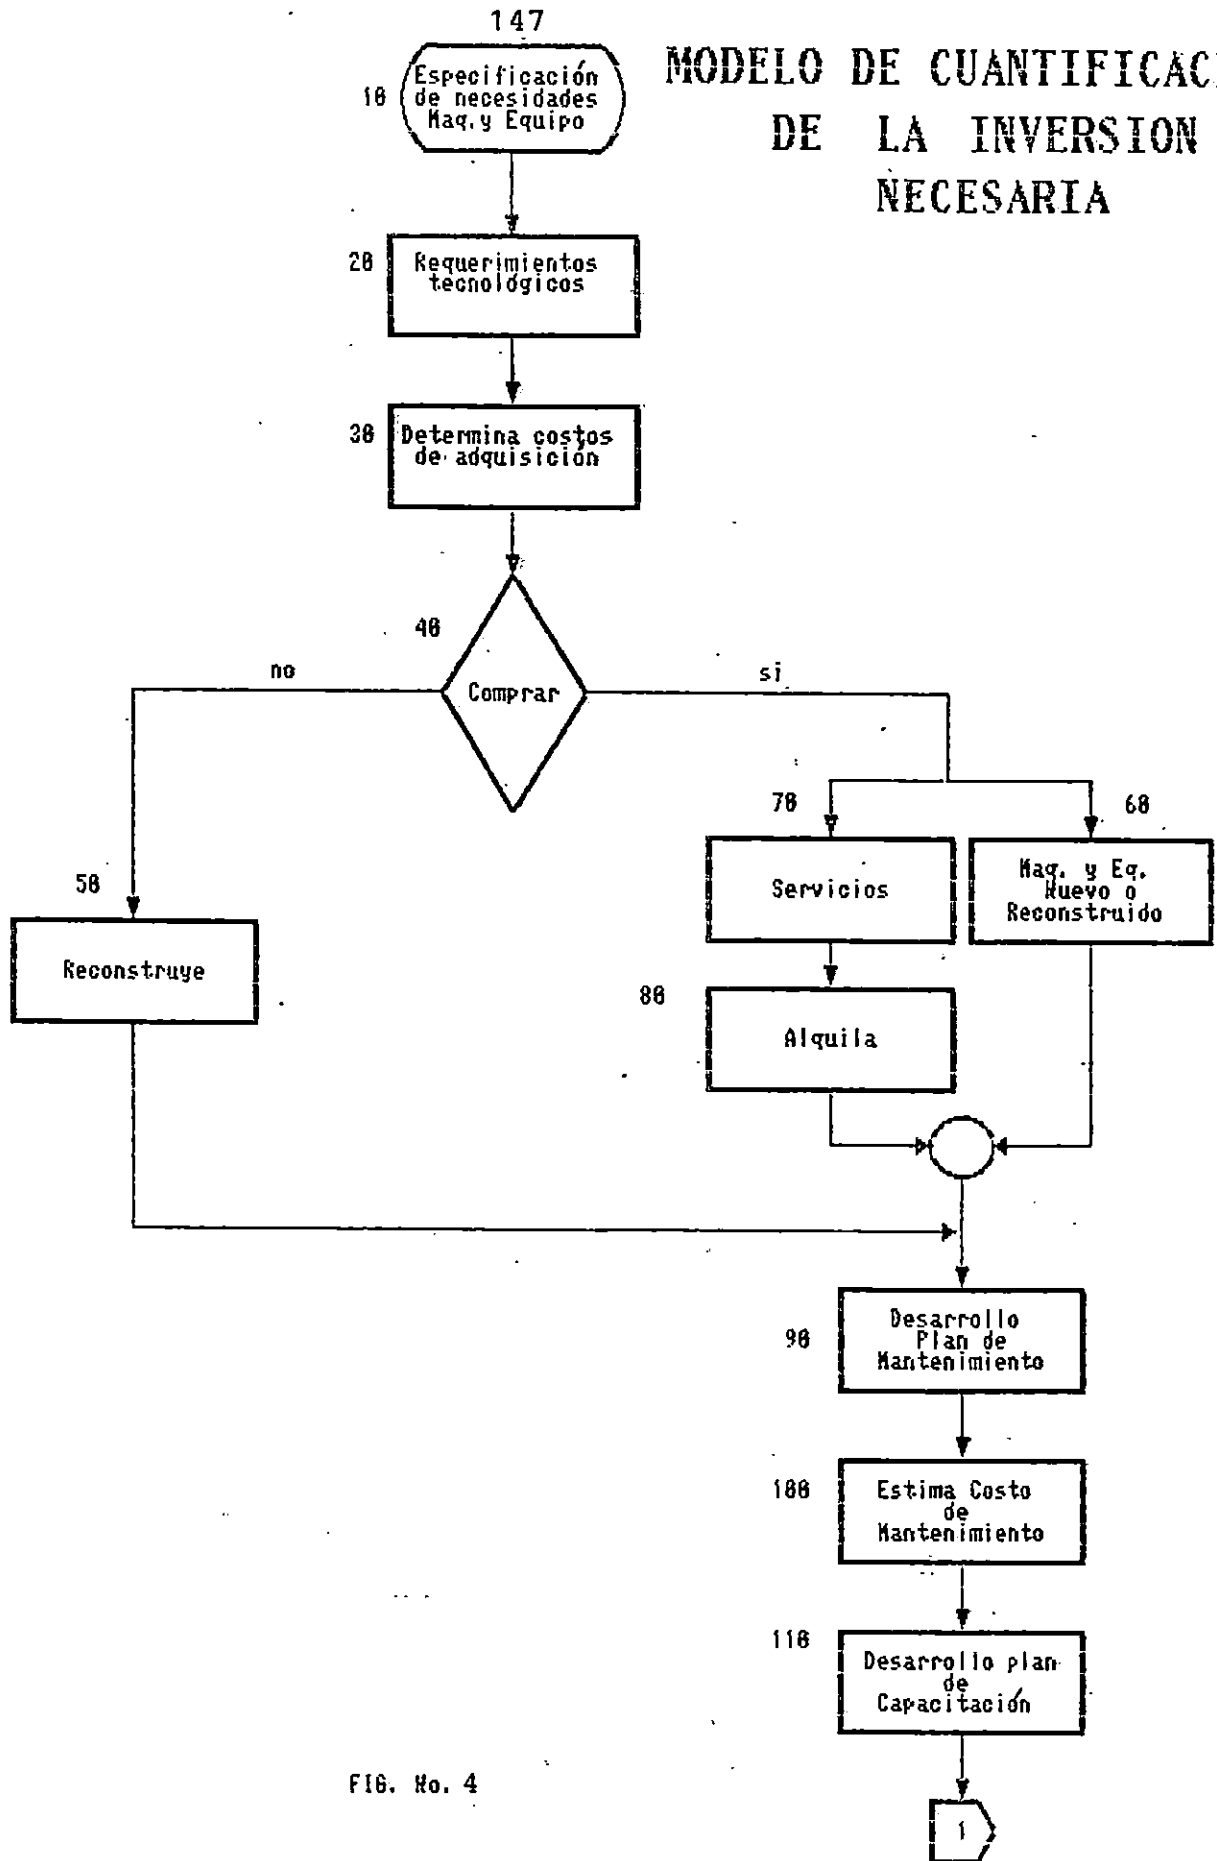 147
MODELO DE CUANTIFICAC
DE LA INVERSION
NECESARIA
10
Especificación
de necesidades
Maq. y Equipo
20
Requerimientos
tecnológicos
30
Determina costos
de adquisición
40
Comprar
no
si
50
Reconstruye
70
Servicios
60
Maq. y Eq.
Nuevo o
Reconstruido
80
Alquila
90
Desarrollo
Plan de
Mantenimiento
100
Estima Costo
de
Mantenimiento
110
Desarrollo plan
de
Capacitación
FIG. No. 4
1